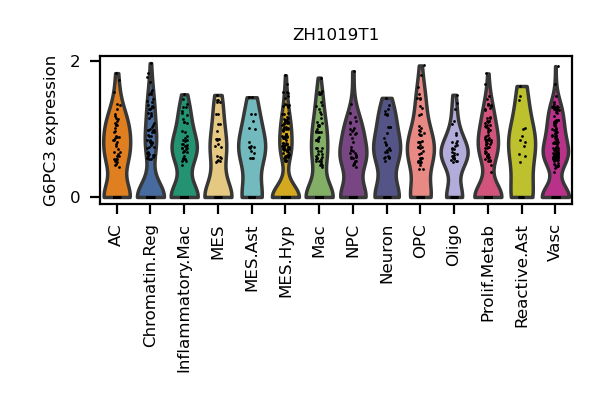 ZH1019T1
G6PC3 expression
2
0
AC
Chromatin.Reg
Inflammatory.Mac
MES
MES.Ast
MES.Hyp
Mac
NPC
Neuron
OPC
Oligo
Prolif.Metab
Reactive.Ast
Vasc